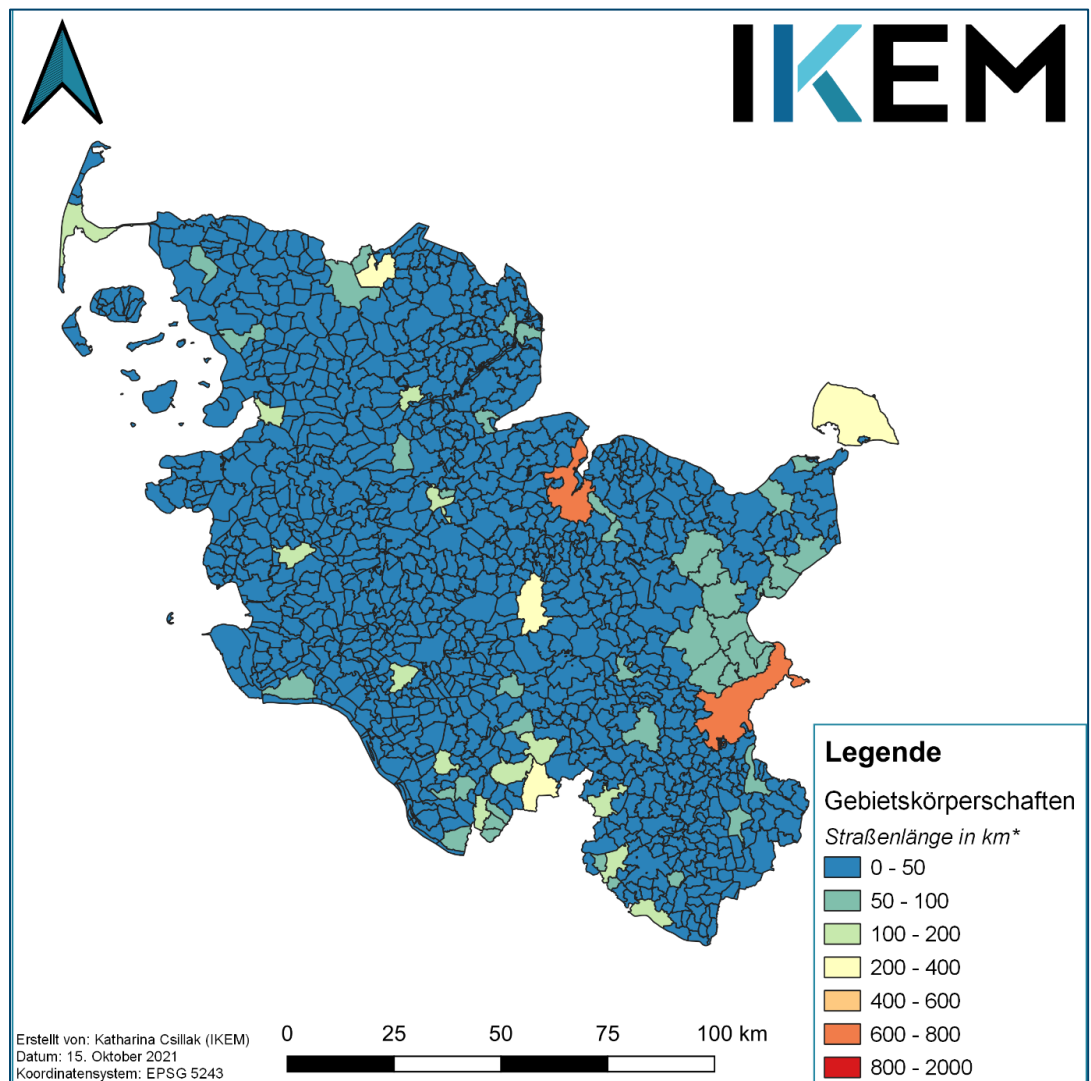 IKEM
Legende
Gebietskörperschaften
Straßenlänge in km*
0 - 50
50 - 100
100 - 200
200 - 400
400 - 600
600 - 800
800 - 2000
Erstellt von: Katharina Csillak (IKEM)
Datum: 15. Oktober 2021
Koordinatensystem: EPSG 5243
0 25 50 75 100 km